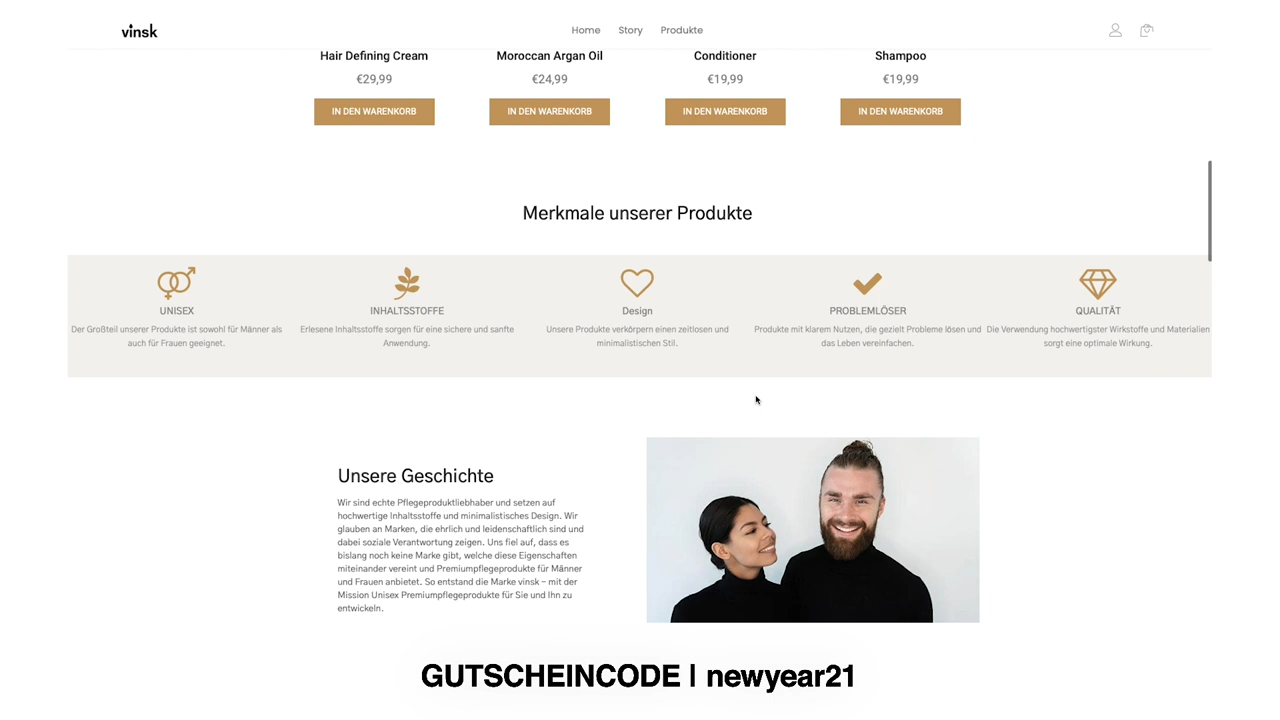 vinsk
Home Story Produkte
Hair Defining Cream Moroccan Argan Oil Conditioner Shampoo
€29,99 €24,99 €19,99 €19,99
IN DEN WARENKORB IN DEN WARENKORB IN DEN WARENKORB IN DEN WARENKORB
Merkmale unserer Produkte
UNISEX
Der Großteil unserer Produkte ist sowohl für Männer als
auch für Frauen geeignet.
INHALTSSTOFFE
Erlesene Inhaltsstoffe sorgen für eine sichere und sanfte
Anwendung.
Design
Unsere Produkte verkörpern einen zeitlosen und
minimalistischen Stil.
PROBLEMLÖSER
Produkte mit klarem Nutzen, die gezielt Probleme lösen und
das Leben vereinfachen.
QUALITÄT
Die Verwendung hochwertigster Wirkstoffe und Materialien
sorgt eine optimale Wirkung.
Unsere Geschichte
Wir sind echte Pflegeproduktliebhaber und setzen auf
hochwertige Inhaltsstoffe und minimalistisches Design. Wir
glauben an Marken, die ehrlich und leidenschaftlich sind und
dabei soziale Verantwortung zeigen. Uns fiel auf, dass es
bislang noch keine Marke gibt, welche diese Eigenschaften
miteinander vereint und Premiumpflegeprodukte für Männer
und Frauen anbietet. So entstand die Marke vinsk – mit der
Mission Unisex Premiumpflegeprodukte für Sie und Ihn zu
entwickeln.
GUTSCHEINCODE | newyear21